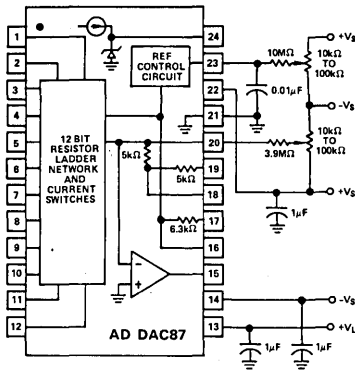 1
2
3
4
5
6
7
8
9
10
11
12
24
23
22
21
20
19
18
17
16
15
14
13
REF
CONTROL
CIRCUIT
12 BIT
RESISTOR
LADDER
NETWORK
AND
CURRENT
SWITCHES
5kΩ
5kΩ
6.3kΩ
−
+
AD DAC87
10MΩ
0.01μF
3.9MΩ
1μF
1μF
1μF
+VS
10kΩ
TO
100kΩ
−VS
10kΩ
TO
100kΩ
+VS
−VS
+VL